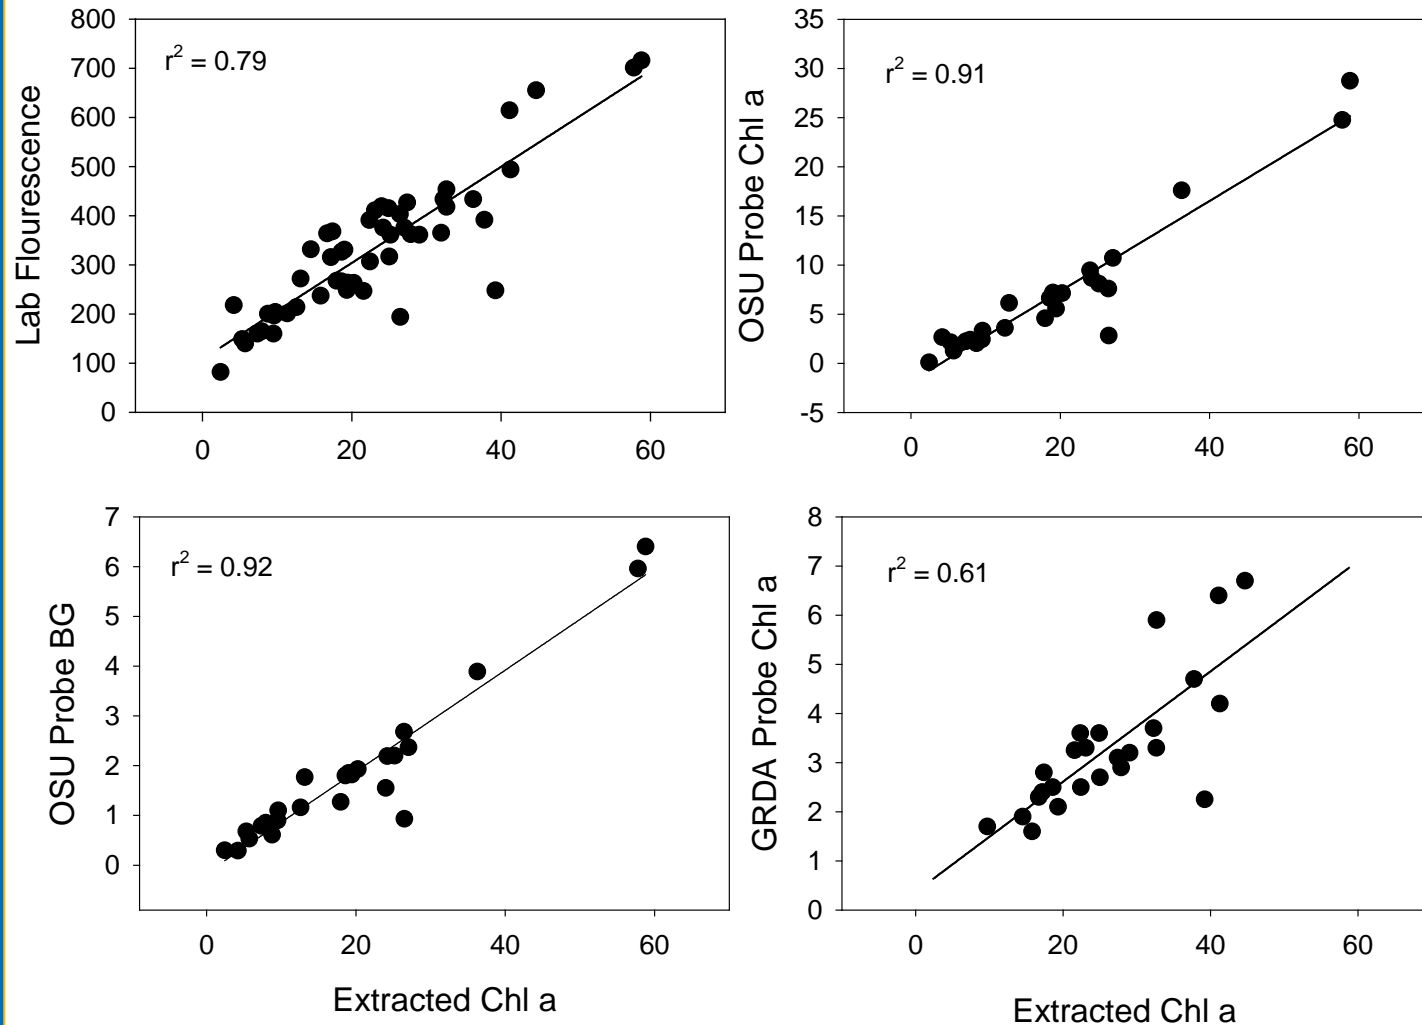 Lab Flourescence
800
700
600
500
400
300
200
100
0
r² = 0.79
0 20 40 60
OSU Probe Chl a
35
30
25
20
15
10
5
0
-5
r² = 0.91
0 20 40 60
OSU Probe BG
7
6
5
4
3
2
1
0
r² = 0.92
0 20 40 60
Extracted Chl a
GRDA Probe Chl a
8
7
6
5
4
3
2
1
0
r² = 0.61
0 20 40 60
Extracted Chl a